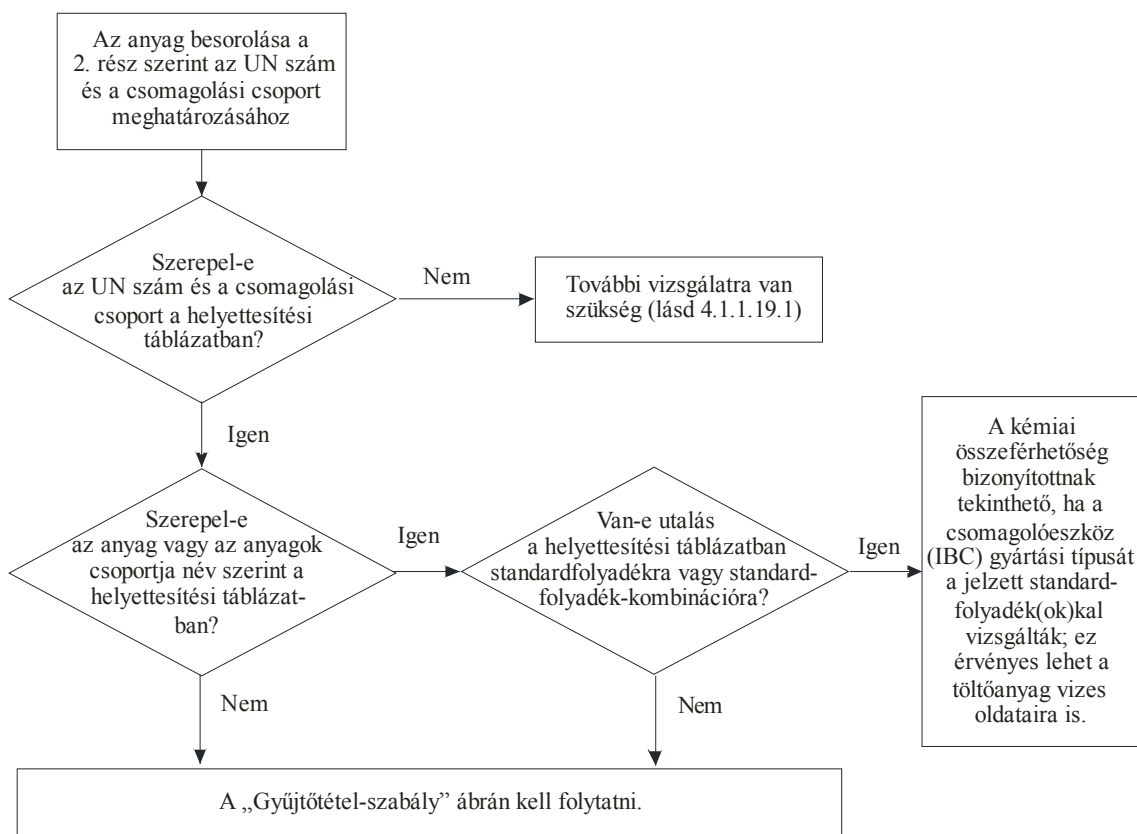 Az anyag besorolása a
2. rész szerint az UN szám
és a csomagolási csoport
meghatározásához
Szerepel-e
az UN szám és a csomagolási
csoport a helyettesítési
táblázatban?
Nem
További vizsgálatra van
szükség (lásd 4.1.1.19.1)
Igen
Szerepel-e
az anyag vagy az anyagok
csoportja név szerint a
helyettesítési táblázat-
ban?
Igen
Van-e utalás
a helyettesítési táblázatban
standardfolyadékra vagy standard-
folyadék-kombinációra?
Igen
A kémiai
összeférhetőség
bizonyítottnak
tekinthető, ha a
csomagolóeszköz
(IBC) gyártási típusát
a jelzett standard-
folyadék(ok)kal
vizsgálták; ez
érvényes lehet a
töltőanyag vizes
oldataira is.
Nem
Nem
A „Gyűjtőtétel-szabály” ábrán kell folytatni.